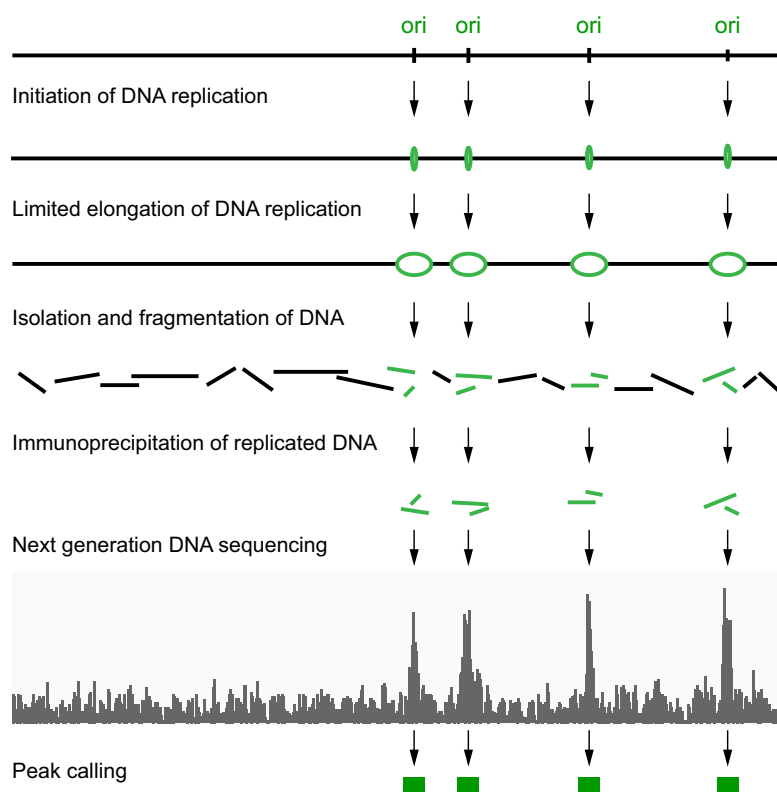 ori ori ori ori
Initiation of DNA replication
Limited elongation of DNA replication
Isolation and fragmentation of DNA
Immunoprecipitation of replicated DNA
Next generation DNA sequencing
Peak calling